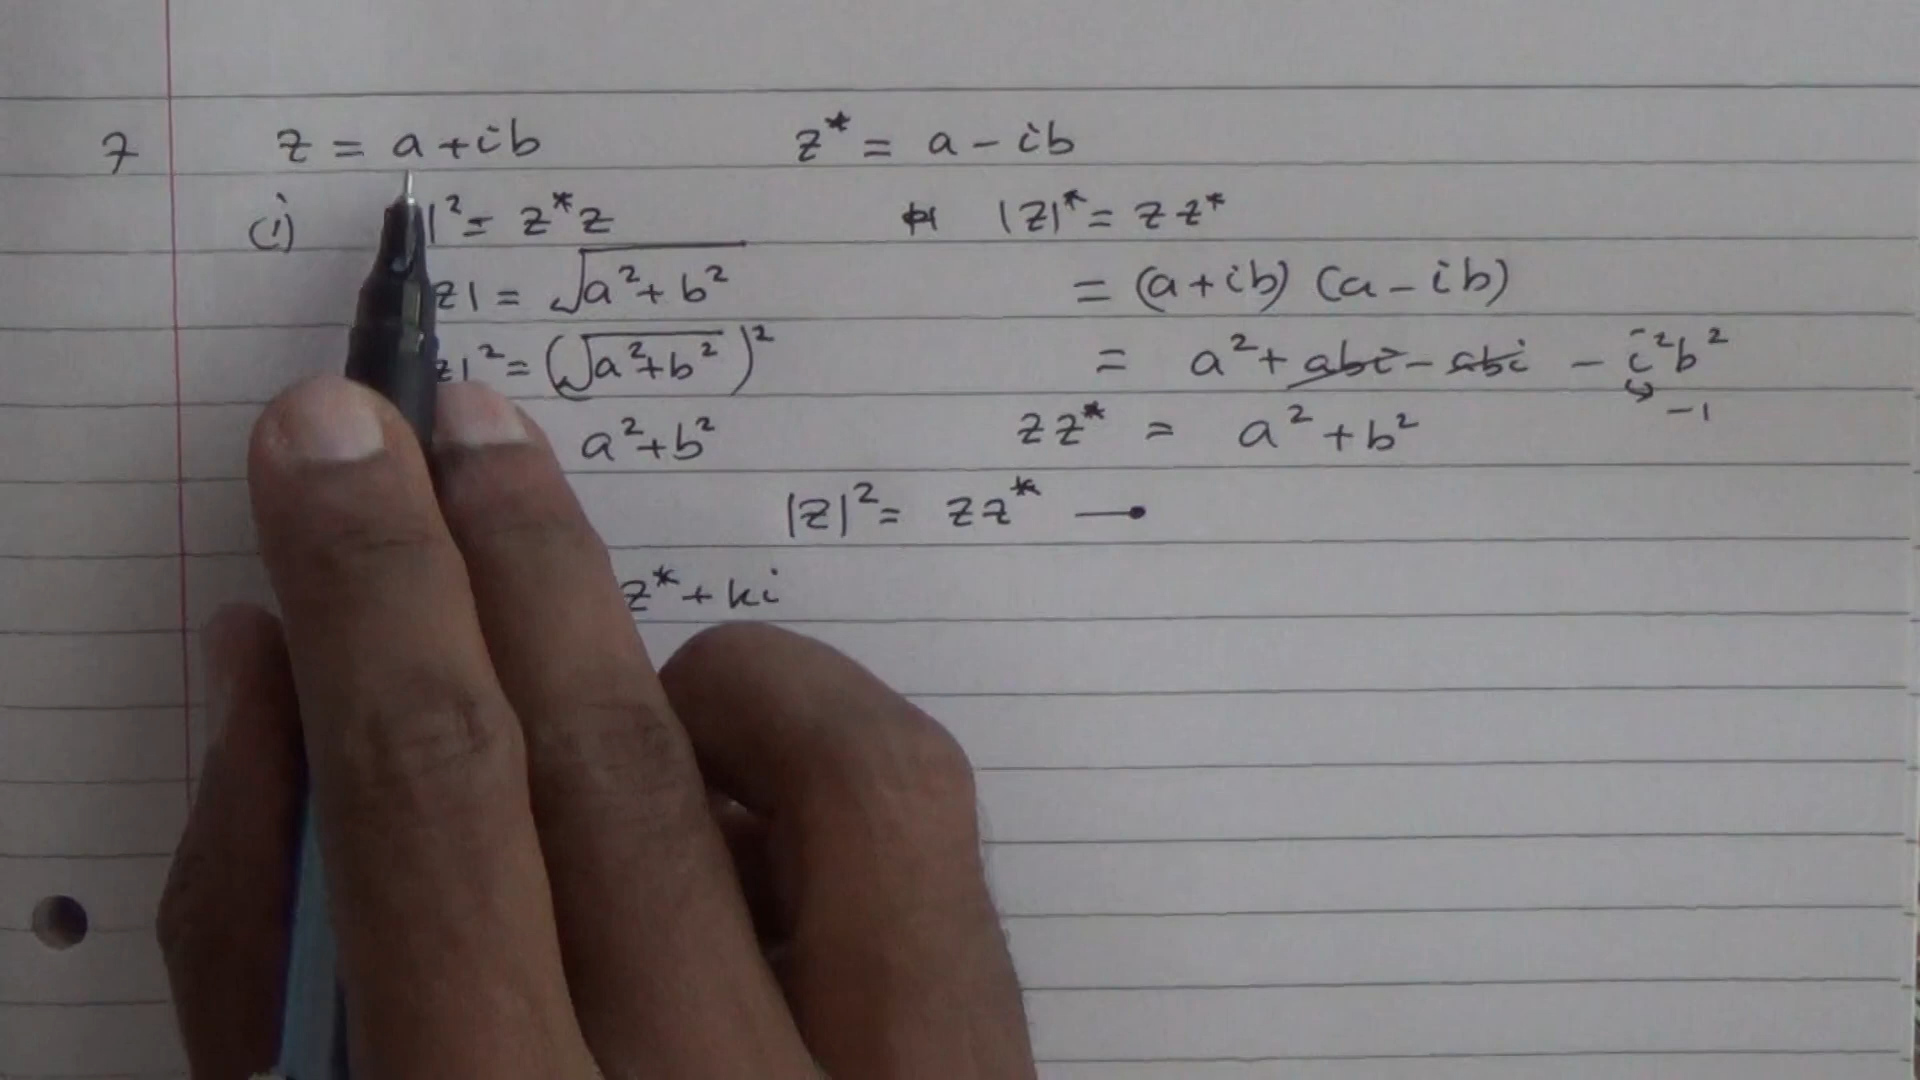 7 z = a + ib z* = a - ib
(i) |² = z*z |z|* = zz*
z| = √a² + b² = (a + ib) (a - ib)
z|² = (√a² + b²)² = a² + abi - abi - i²b²
-1
a² + b² zz* = a² + b²
|z|² = zz*
z* + ki